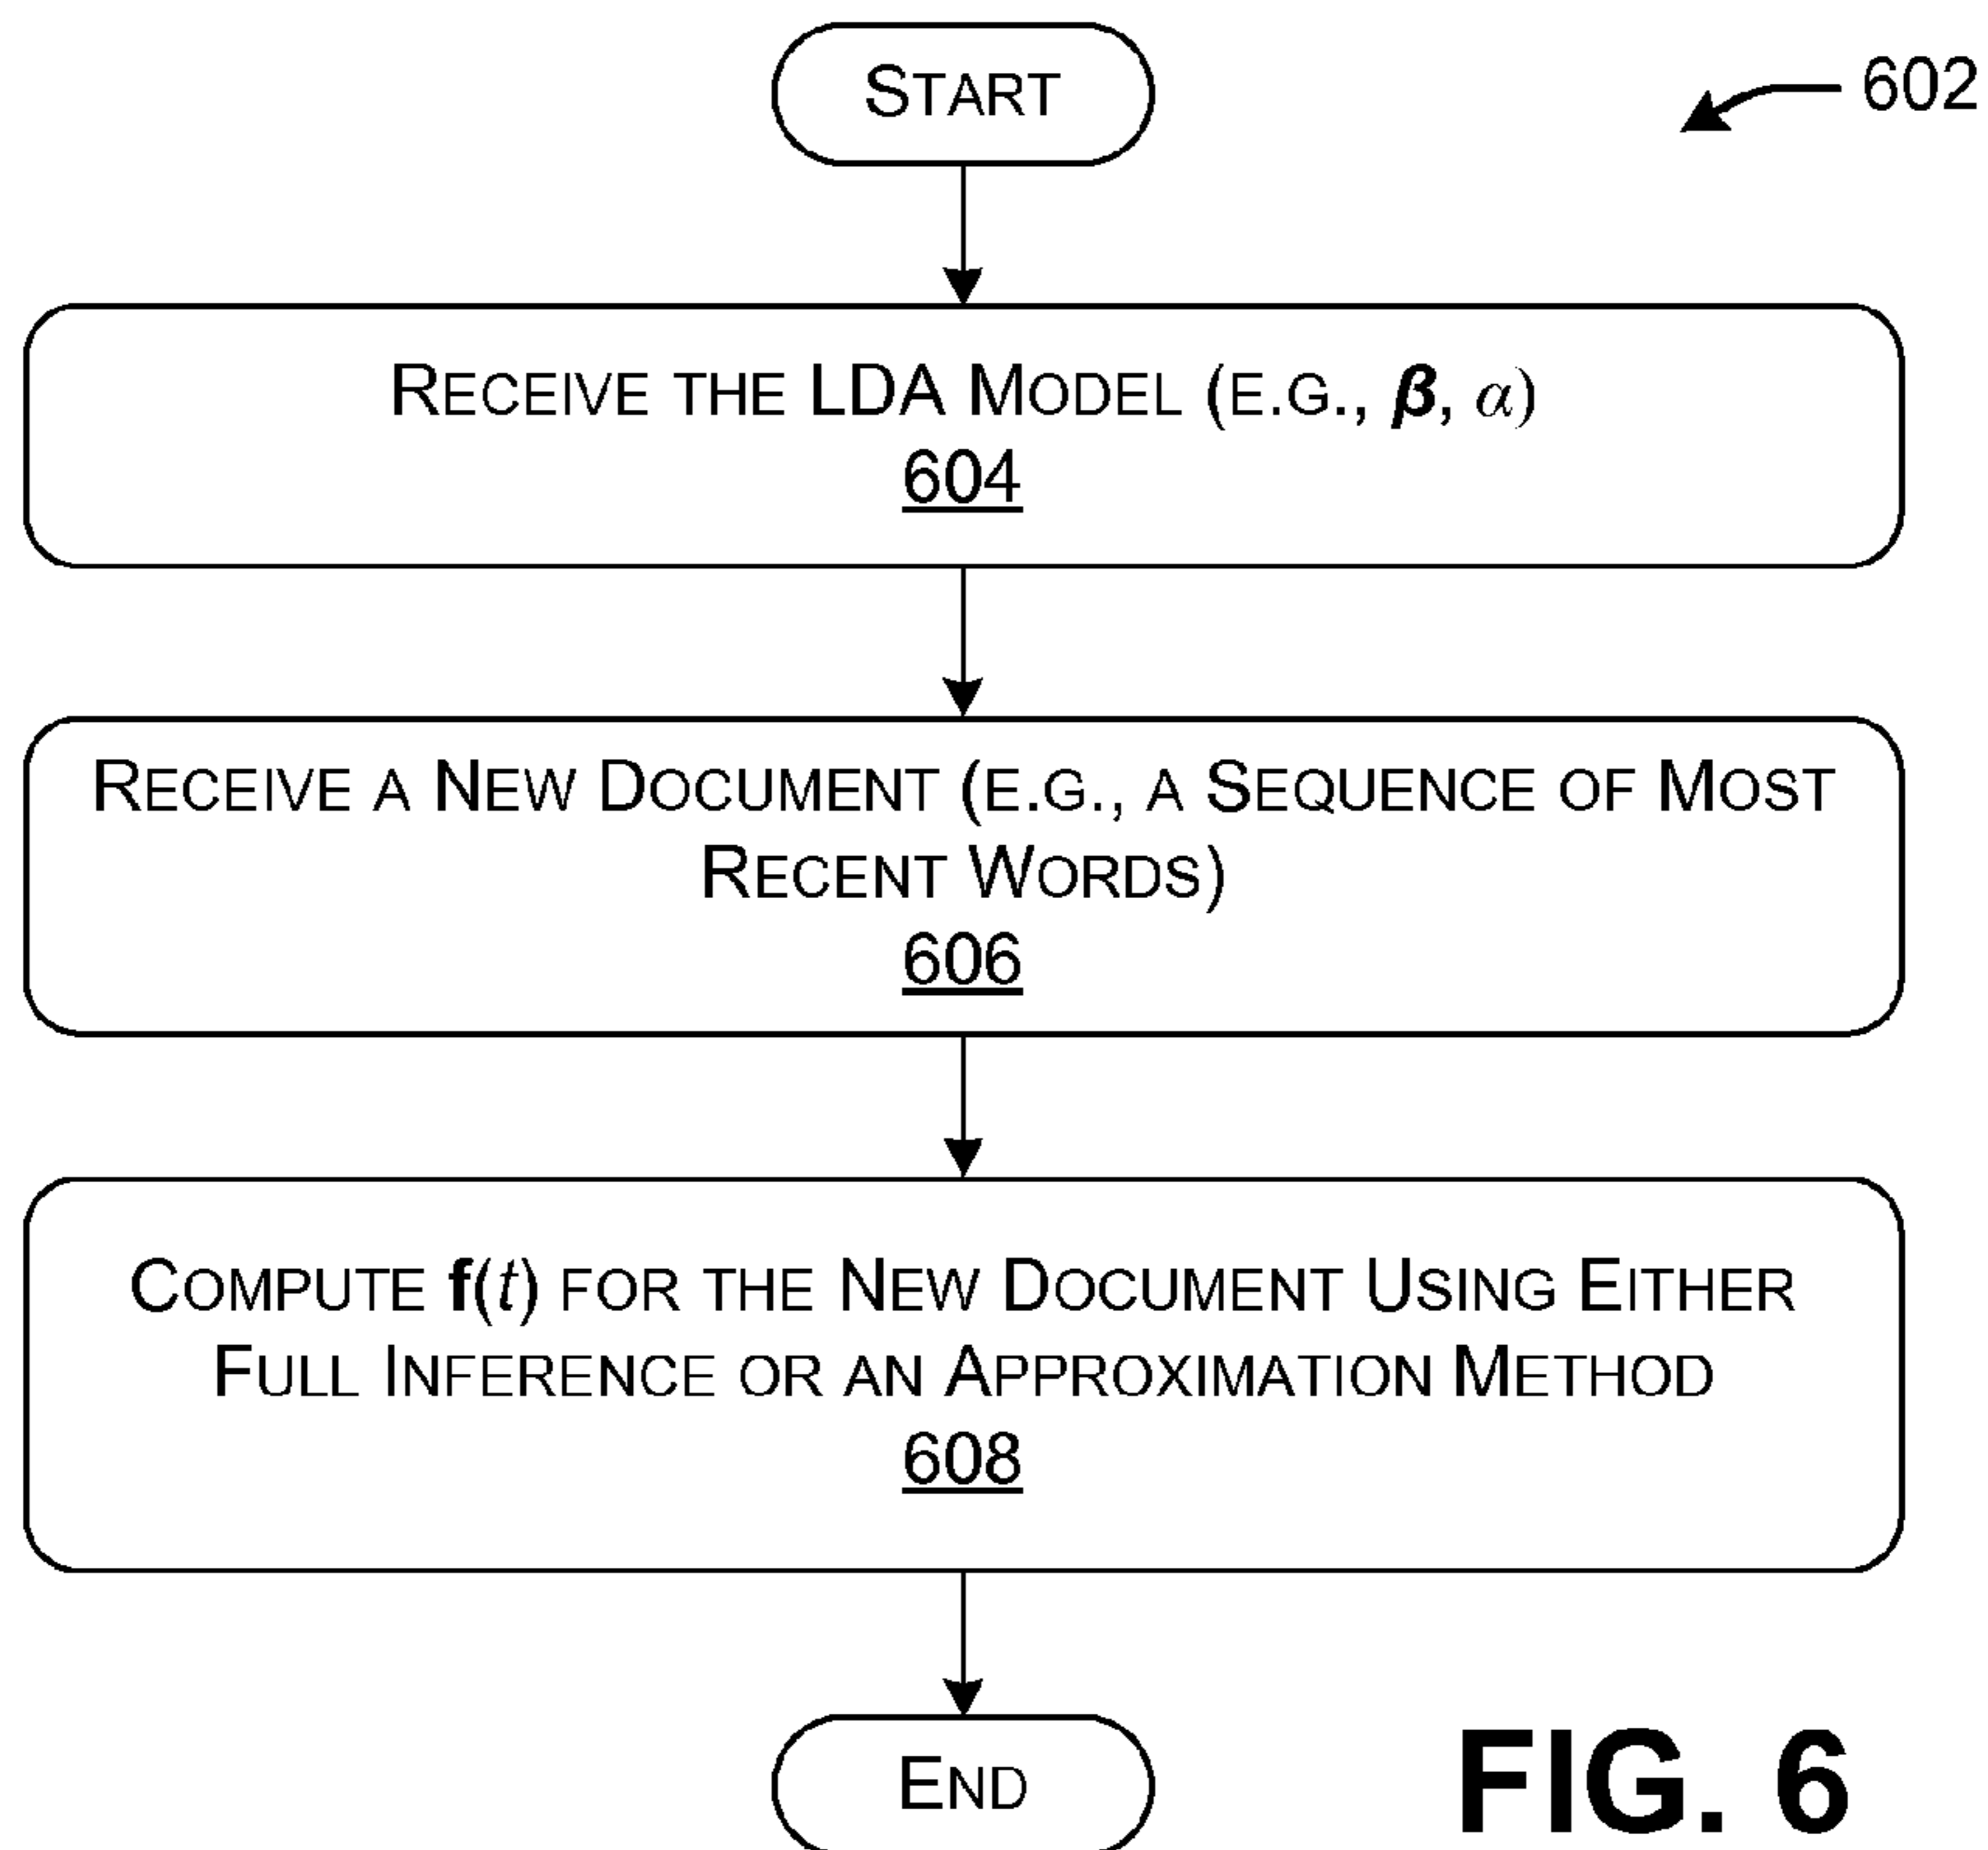 START
602
RECEIVE THE LDA MODEL (E.G., β, α)
604
RECEIVE A NEW DOCUMENT (E.G., A SEQUENCE OF MOST
RECENT WORDS)
606
COMPUTE f(t) FOR THE NEW DOCUMENT USING EITHER
FULL INFERENCE OR AN APPROXIMATION METHOD
608
END
FIG. 6